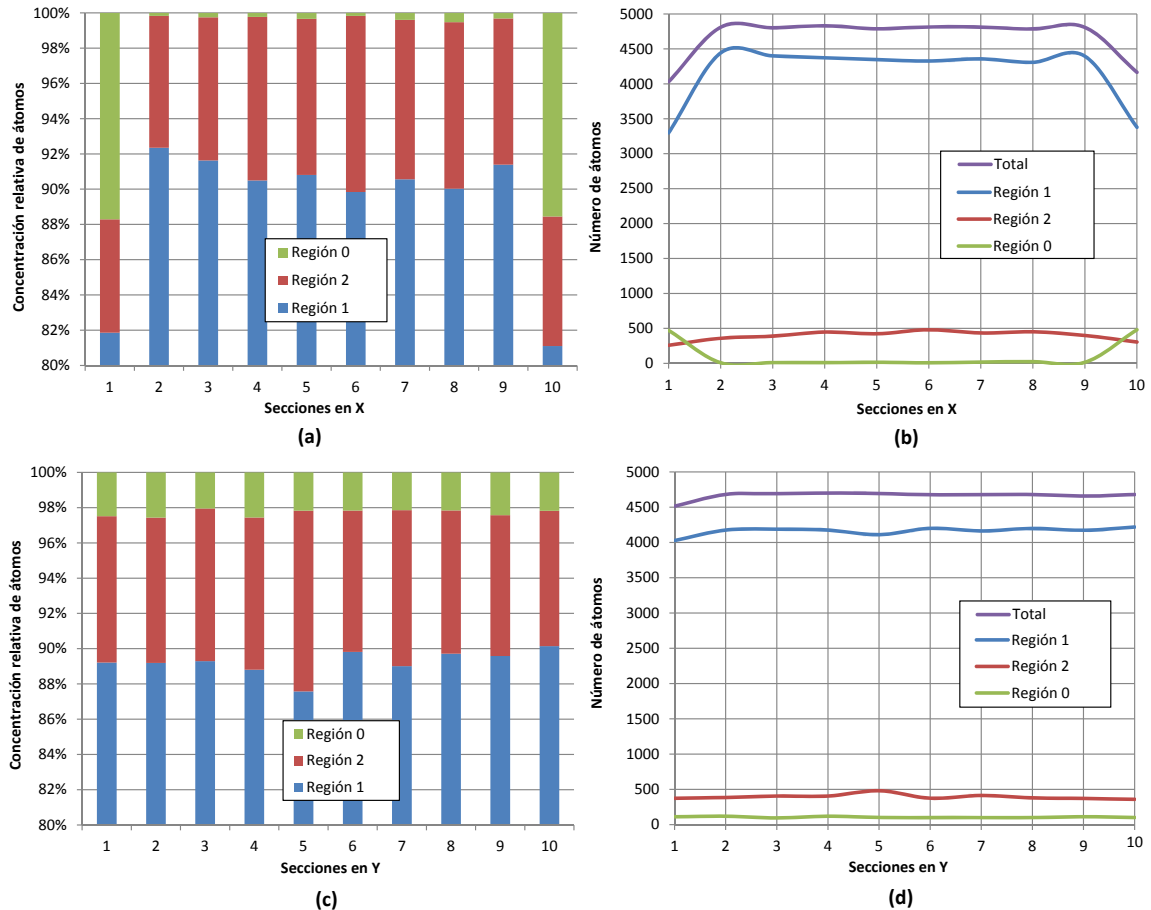 Concentración relativa de átomos
100%
98%
96%
94%
92%
90%
88%
86%
84%
82%
80%
Región 0
Región 2
Región 1
1 2 3 4 5 6 7 8 9 10
Secciones en X
(a)
Número de átomos
5000
4500
4000
3500
3000
2500
2000
1500
1000
500
0
Total
Región 1
Región 2
Región 0
1 2 3 4 5 6 7 8 9 10
Secciones en X
(b)
Concentración relativa de átomos
100%
98%
96%
94%
92%
90%
88%
86%
84%
82%
80%
Región 0
Región 2
Región 1
1 2 3 4 5 6 7 8 9 10
Secciones en Y
(c)
Número de átomos
5000
4500
4000
3500
3000
2500
2000
1500
1000
500
0
Total
Región 1
Región 2
Región 0
1 2 3 4 5 6 7 8 9 10
Secciones en Y
(d)